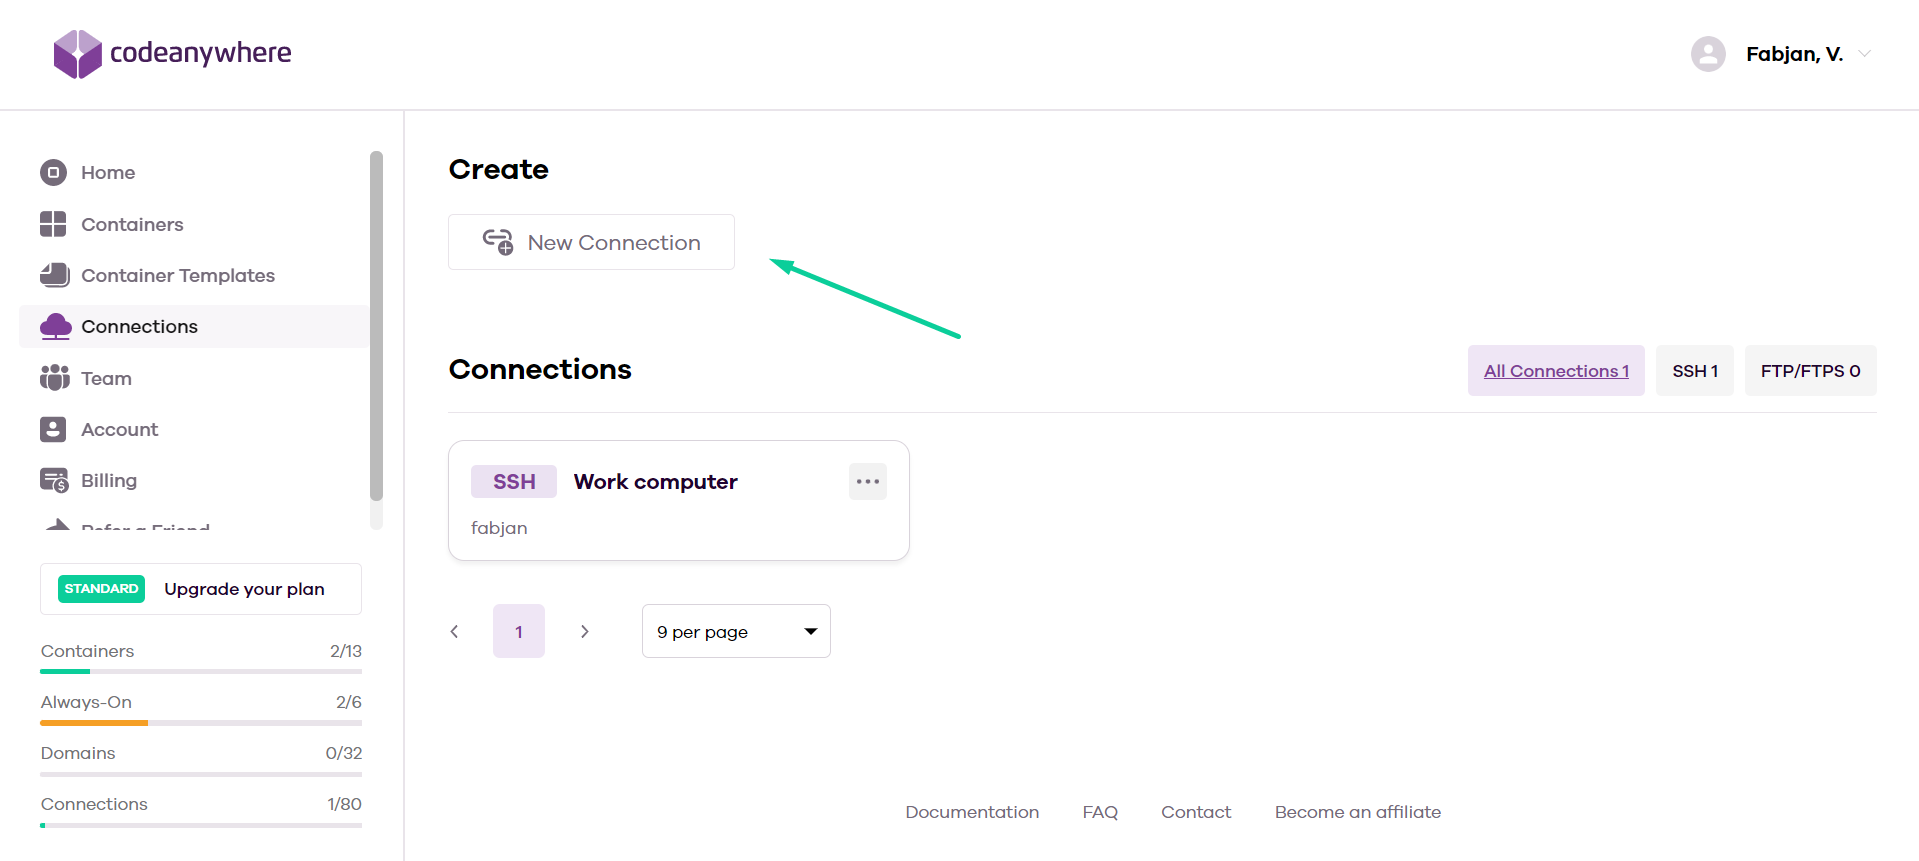 codeanywhere
Fabjan, V.
Home
Containers
Container Templates
Connections
Team
Account
Billing
Refer a Friend
STANDARD Upgrade your plan
Containers 2/13
Always-On 2/6
Domains 0/32
Connections 1/80
Create
New Connection
Connections
All Connections 1 SSH 1 FTP/FTPS 0
SSH Work computer
fabjan
1 9 per page
Documentation FAQ Contact Become an affiliate